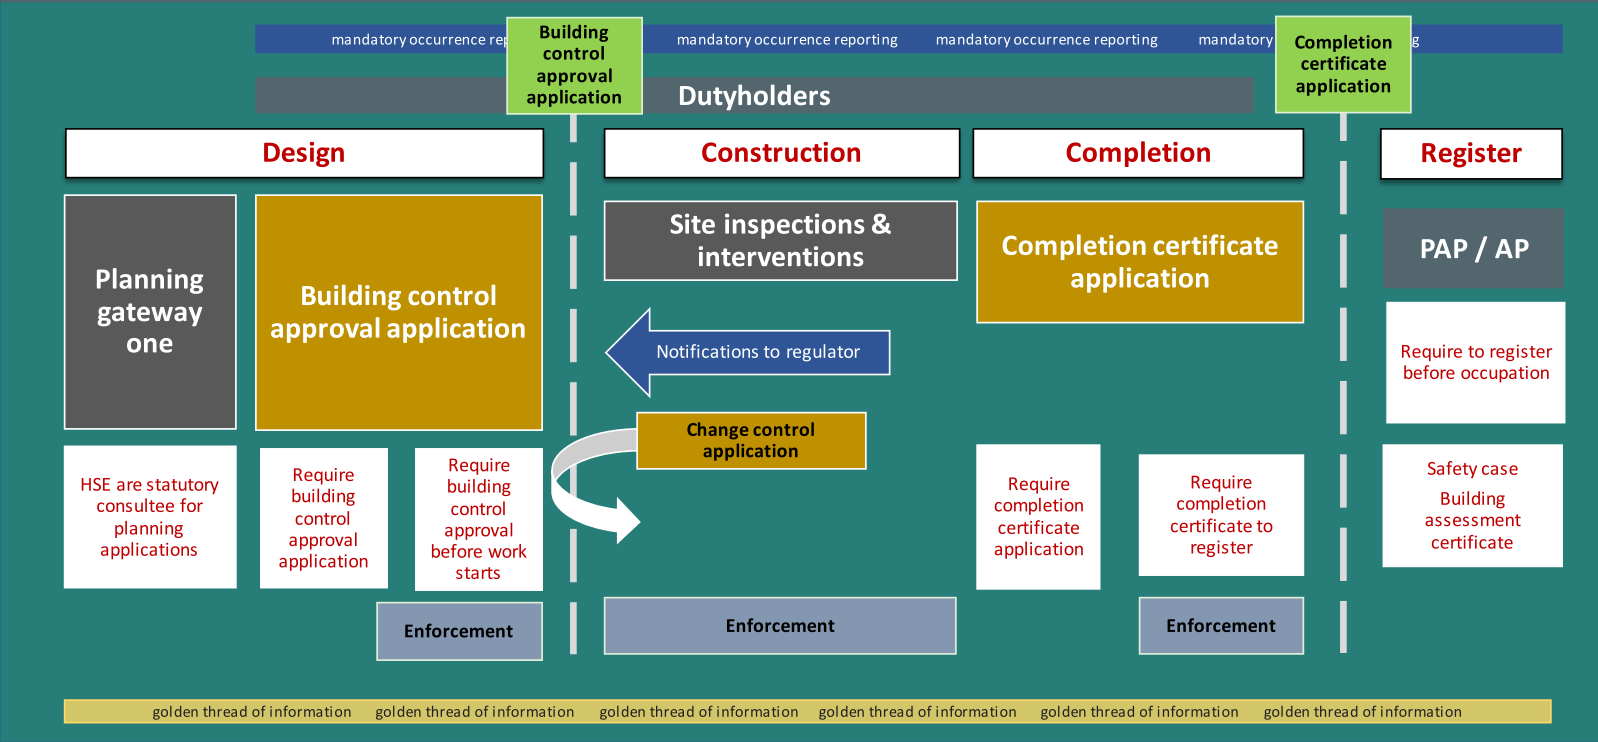 mandatory occurrence rep
mandatory occurrence reporting
mandatory occurrence reporting
mandatory
g
Building
control
approval
application
Completion
certificate
application
Dutyholders
Design
Construction
Completion
Register
Planning
gateway
one
Building control
approval application
Site inspections &
interventions
Completion certificate
application
PAP / AP
Notifications to regulator
Require to register
before occupation
Change control
application
HSE are statutory
consultee for
planning
applications
Require
building
control
approval
application
Require
building
control
approval
before work
starts
Require
completion
certificate
application
Require
completion
certificate to
register
Safety case
Building
assessment
certificate
Enforcement
Enforcement
Enforcement
golden thread of information
golden thread of information
golden thread of information
golden thread of information
golden thread of information
golden thread of information